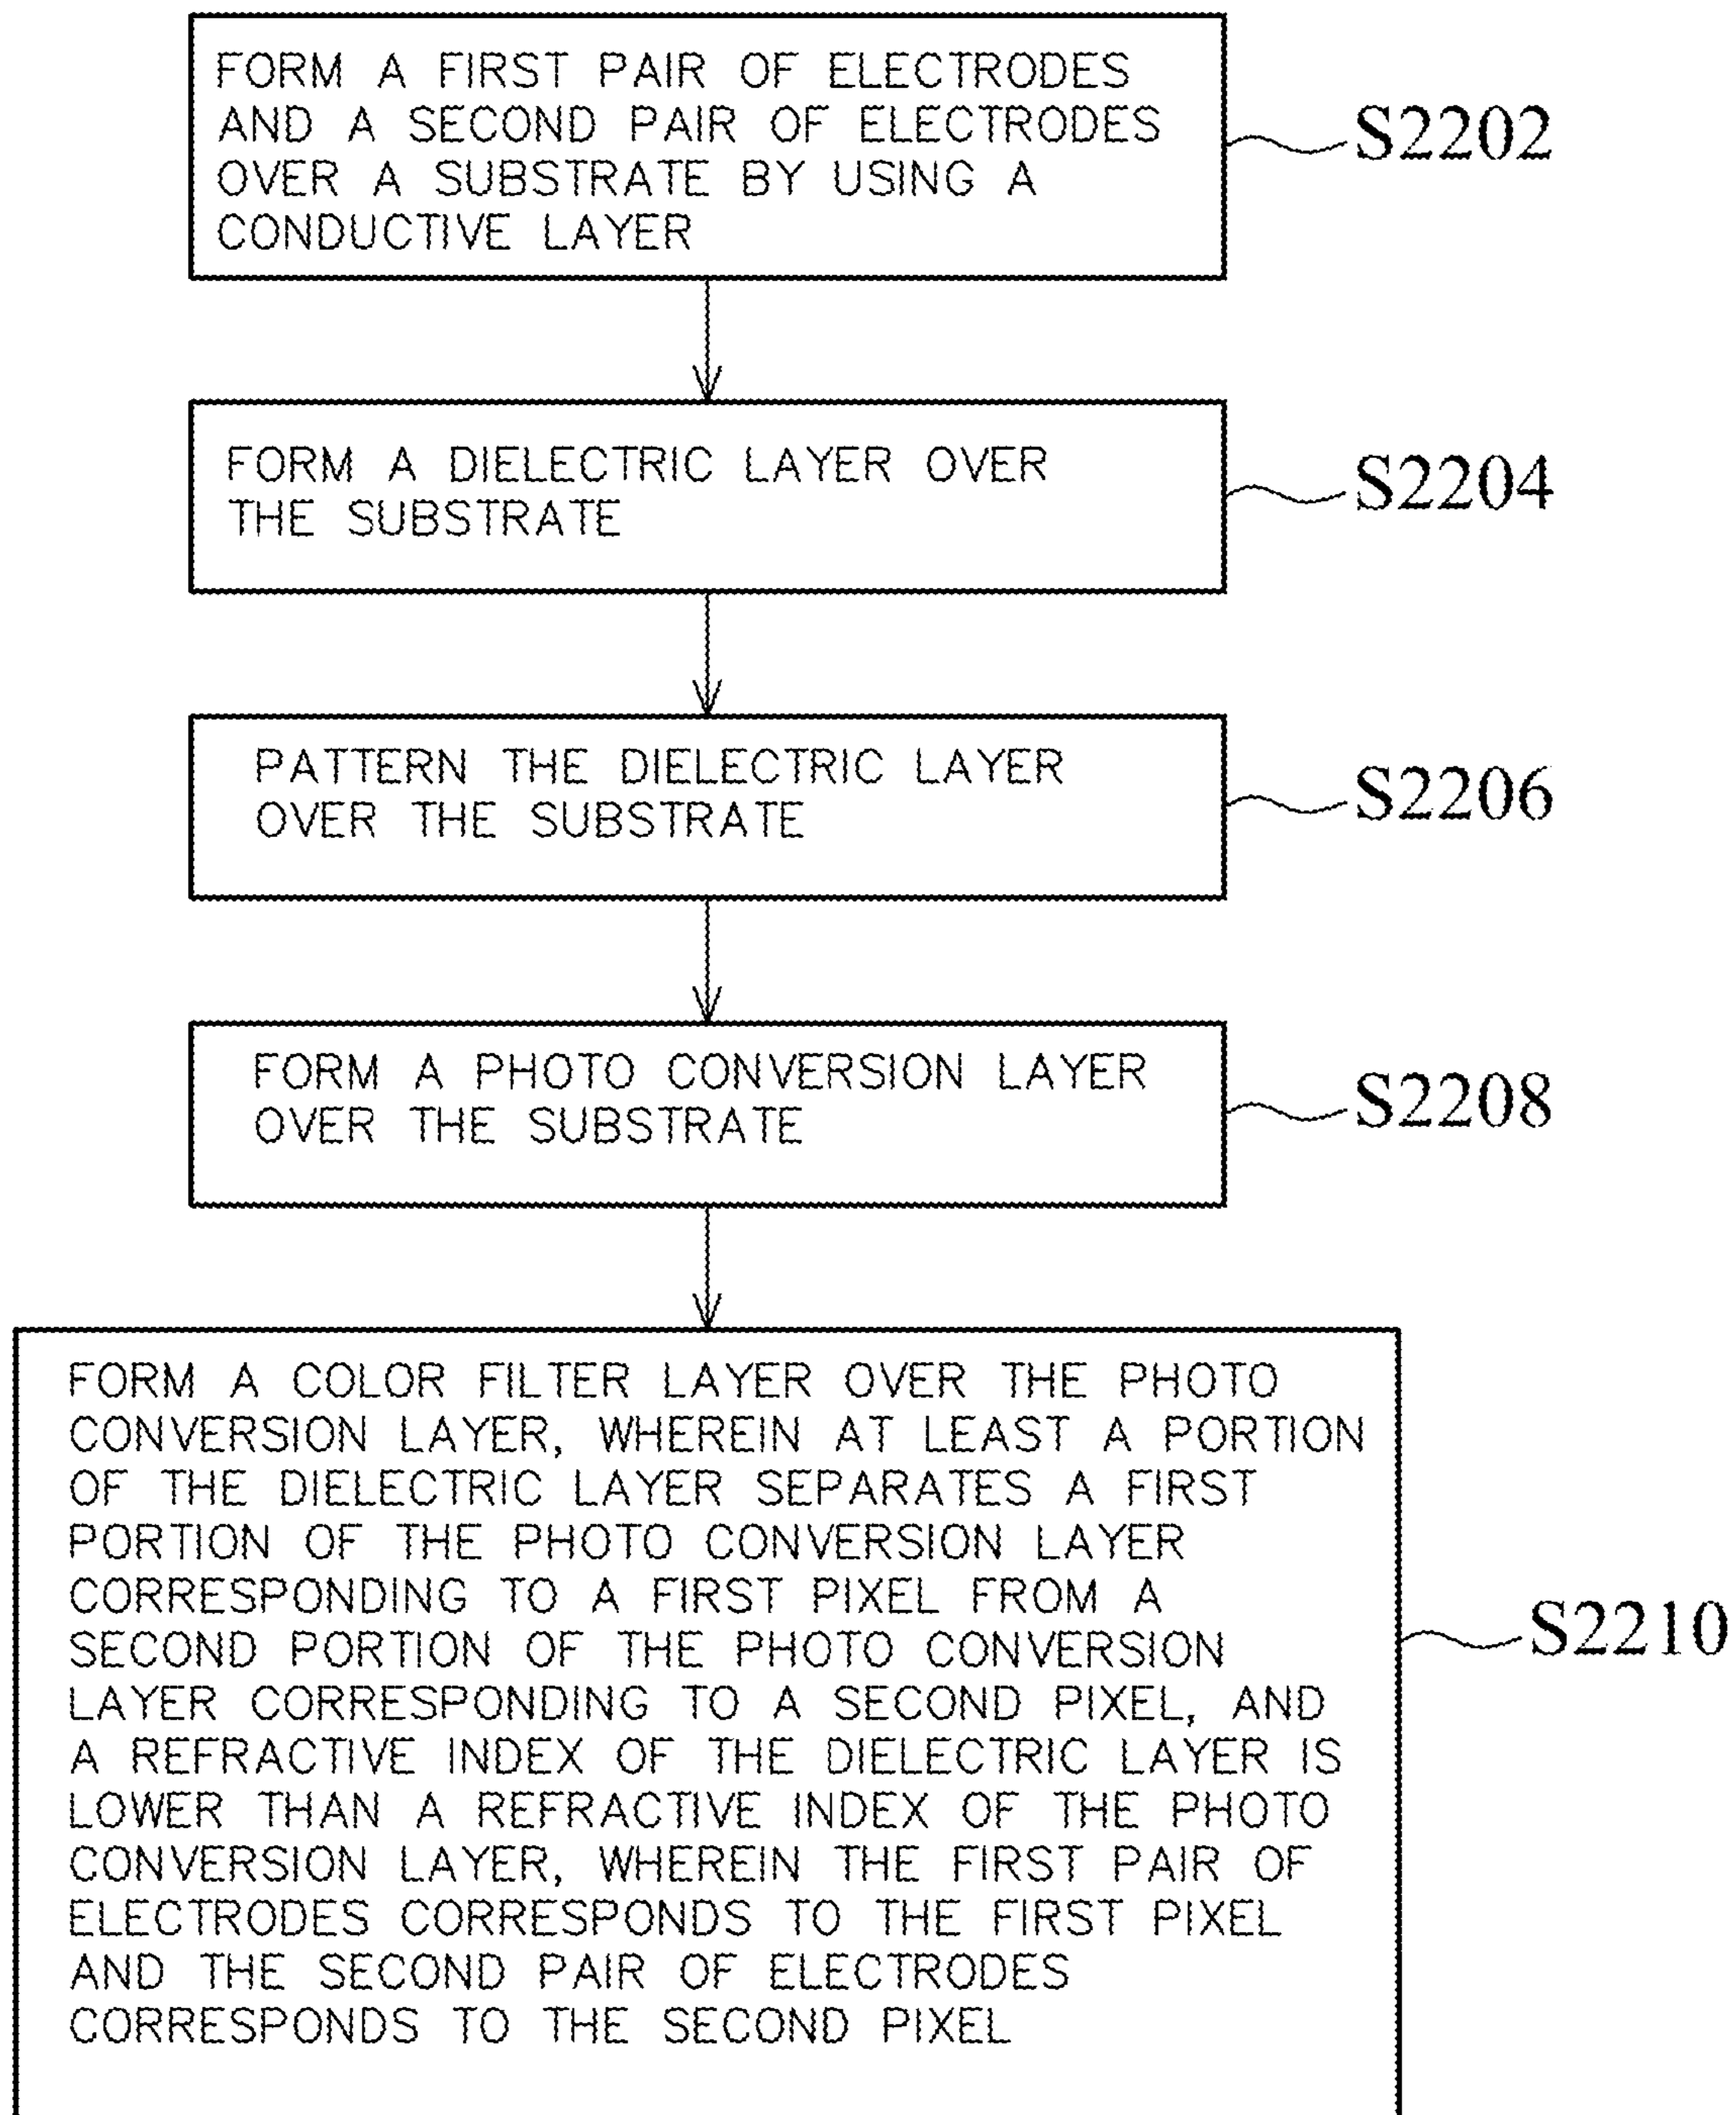 FORM A FIRST PAIR OF ELECTRODES
AND A SECOND PAIR OF ELECTRODES
OVER A SUBSTRATE BY USING A
CONDUCTIVE LAYER
S2202
FORM A DIELECTRIC LAYER OVER
THE SUBSTRATE
S2204
PATTERN THE DIELECTRIC LAYER
OVER THE SUBSTRATE
S2206
FORM A PHOTO CONVERSION LAYER
OVER THE SUBSTRATE
S2208
FORM A COLOR FILTER LAYER OVER THE PHOTO
CONVERSION LAYER, WHEREIN AT LEAST A PORTION
OF THE DIELECTRIC LAYER SEPARATES A FIRST
PORTION OF THE PHOTO CONVERSION LAYER
CORRESPONDING TO A FIRST PIXEL FROM A
SECOND PORTION OF THE PHOTO CONVERSION
LAYER CORRESPONDING TO A SECOND PIXEL, AND
A REFRACTIVE INDEX OF THE DIELECTRIC LAYER IS
LOWER THAN A REFRACTIVE INDEX OF THE PHOTO
CONVERSION LAYER, WHEREIN THE FIRST PAIR OF
ELECTRODES CORRESPONDS TO THE FIRST PIXEL
AND THE SECOND PAIR OF ELECTRODES
CORRESPONDS TO THE SECOND PIXEL
S2210